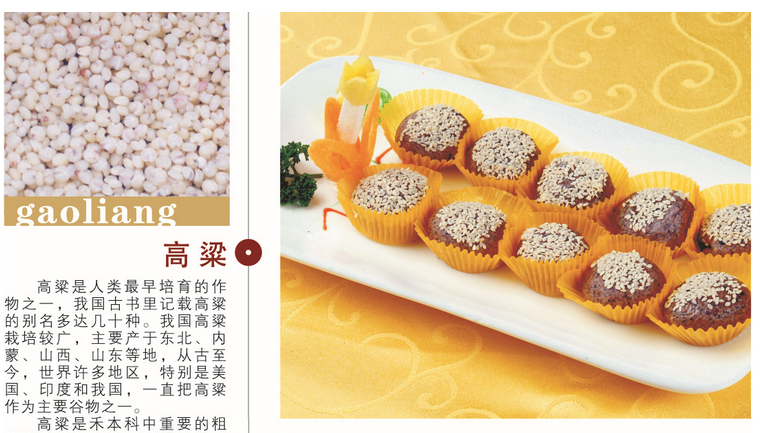 gaoliang
高粱
高粱是人类最早培育的作
物之一，我国古书里记载高粱
的别名多达几十种。我国高粱
栽培较广，主要产于东北、内
蒙、山西、山东等地，从古至
今，世界许多地区，特别是美
国、印度和我国，一直把高粱
作为主要谷物之一。
高粱是禾本科中重要的粗